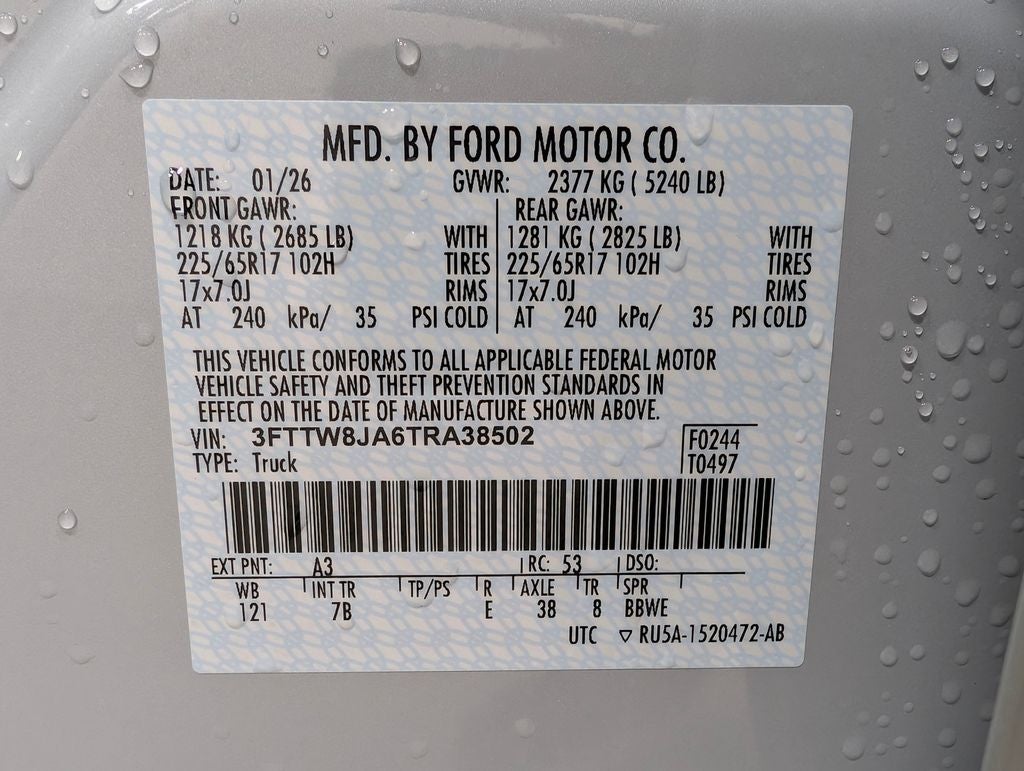 MFD. BY FORD MOTOR CO.
DATE: 01/26 GVWR: 2377 KG ( 5240 LB)
FRONT GAWR: REAR GAWR:
1218 KG ( 2685 LB) WITH 1281 KG ( 2825 LB) WITH
225/65R17 102H TIRES 225/65R17 102H TIRES
17x7.0J RIMS 17x7.0J RIMS
AT 240 kPa/ 35 PSI COLD AT 240 kPa/ 35 PSI COLD
THIS VEHICLE CONFORMS TO ALL APPLICABLE FEDERAL MOTOR
VEHICLE SAFETY AND THEFT PREVENTION STANDARDS IN
EFFECT ON THE DATE OF MANUFACTURE SHOWN ABOVE.
VIN: 3FTTW8JA6TRA38502 F0244
TYPE: Truck T0497
EXT PNT: A3 RC: 53 DSO:
WB INT TR TP/PS R AXLE TR SPR
121 7B E 38 8 BBWE
UTC ▽ RU5A-1520472-AB